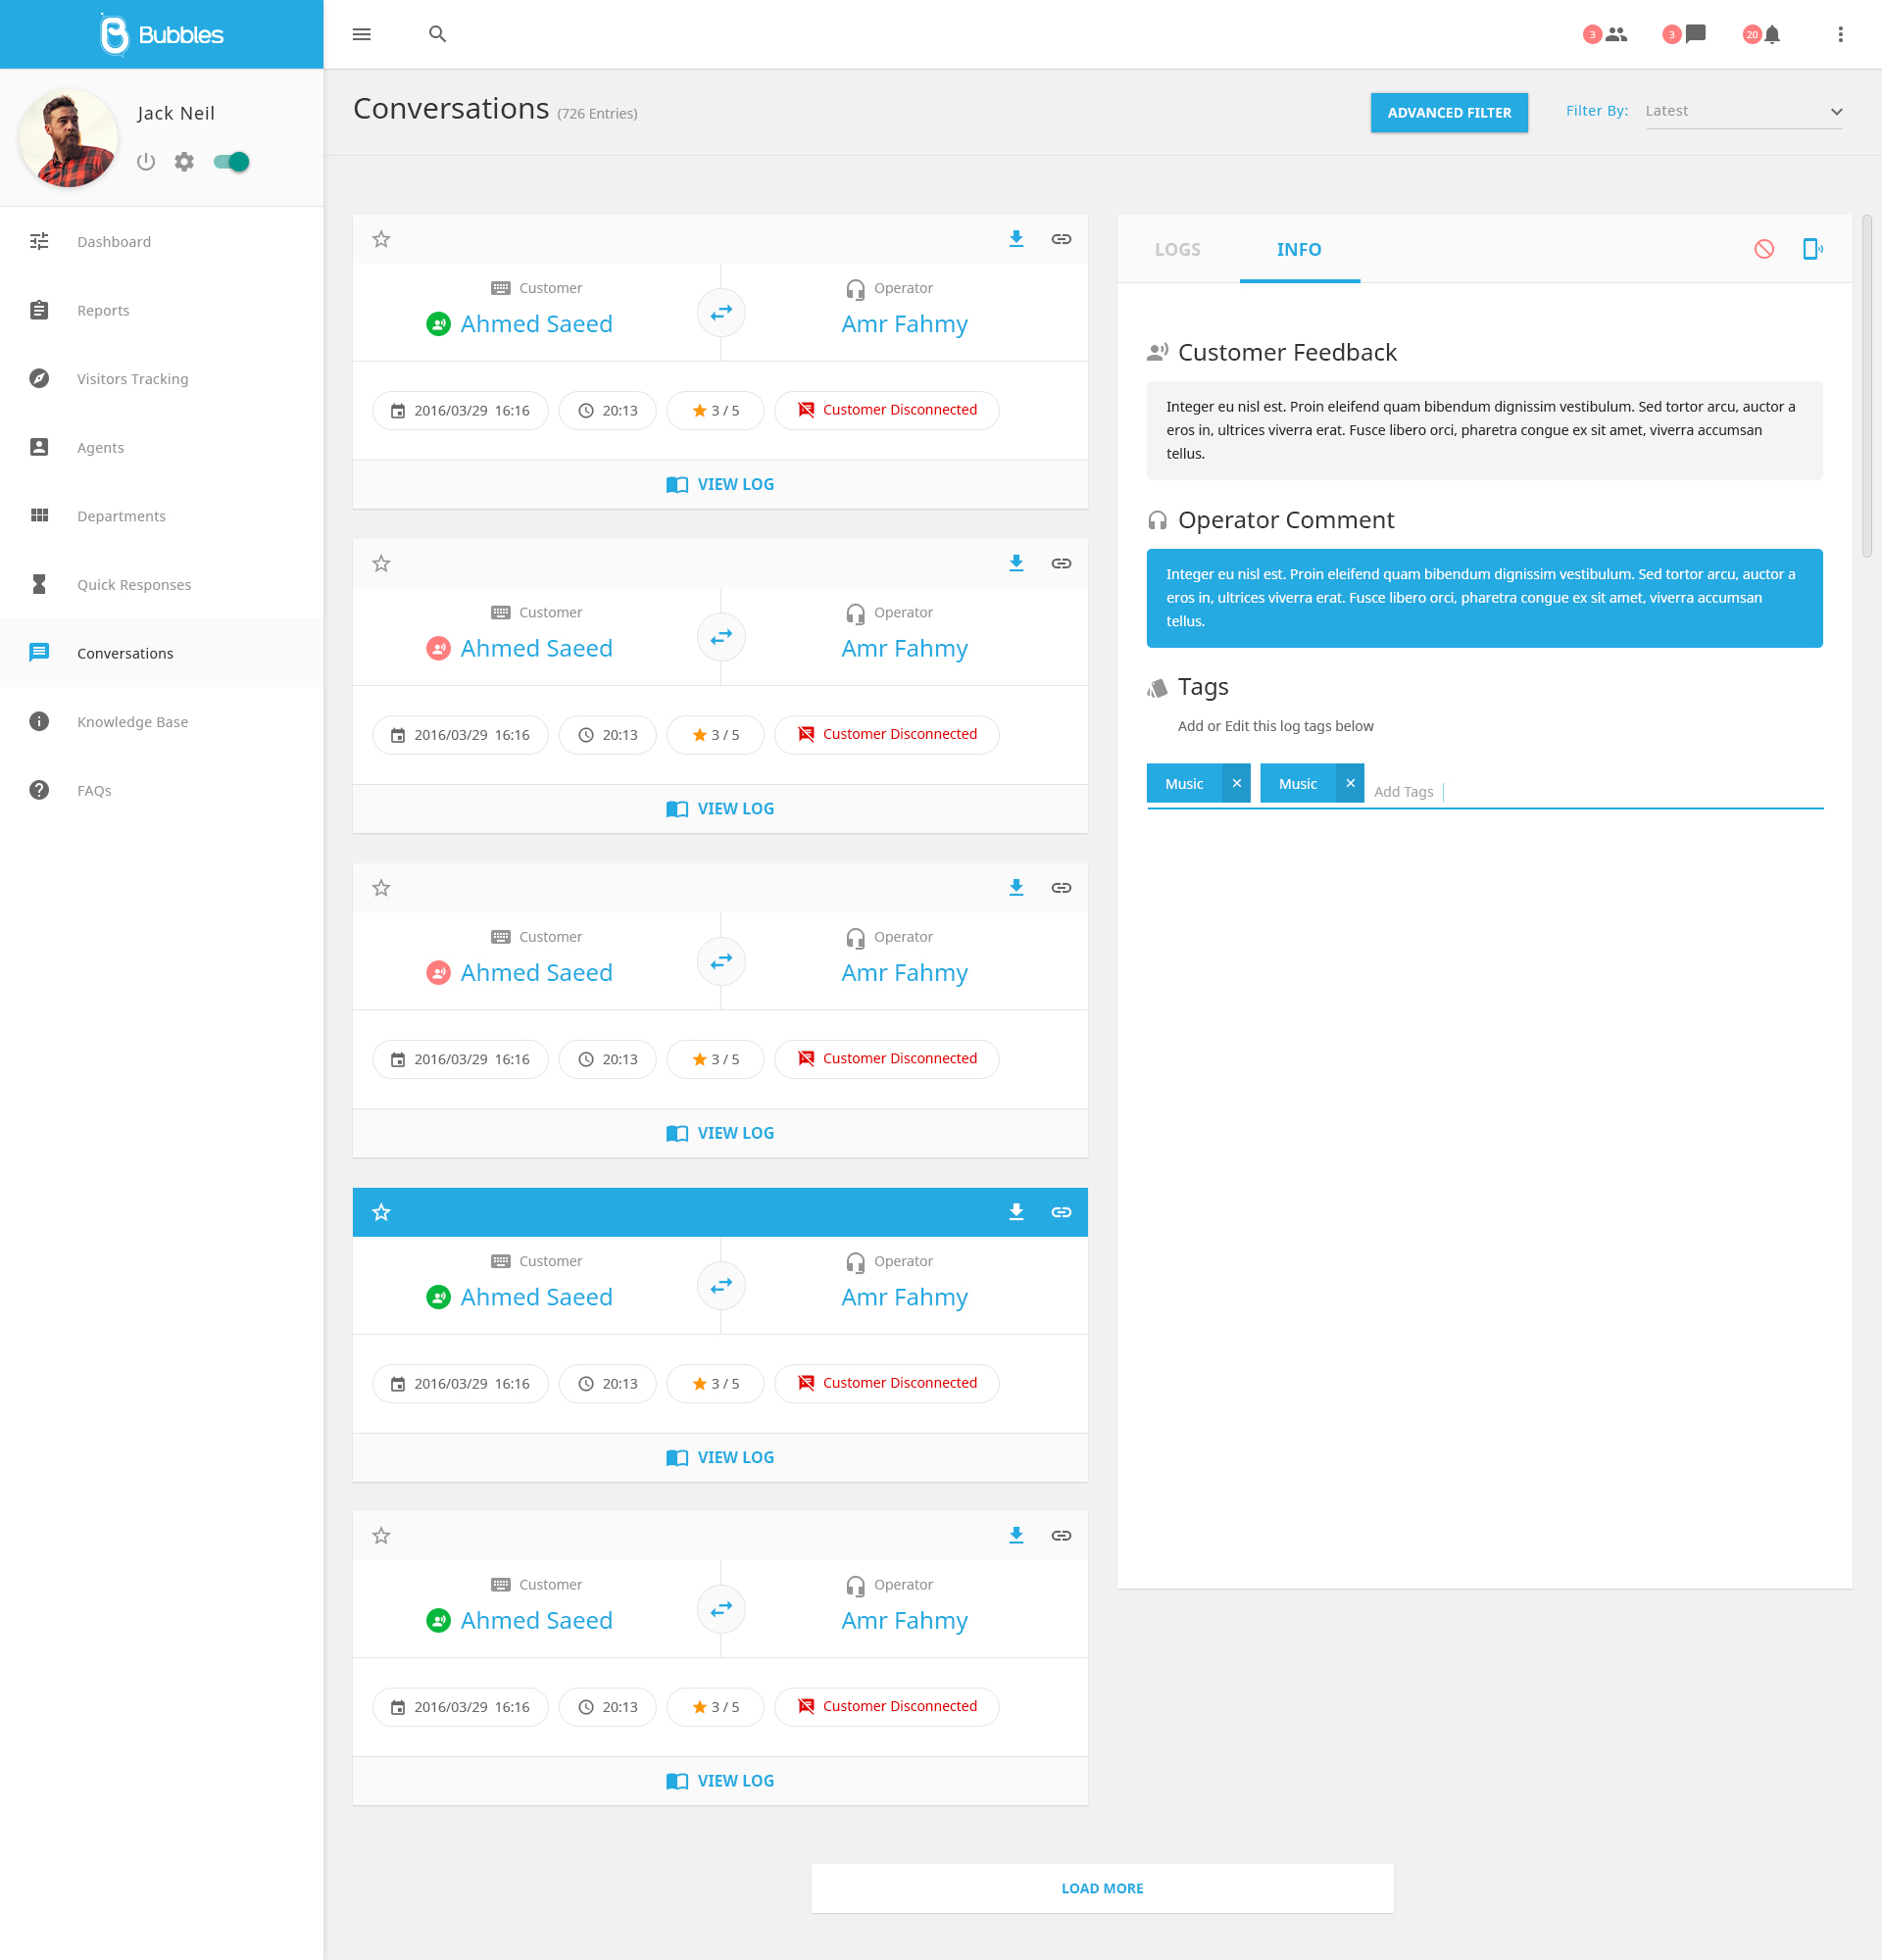 Bubbles
3
3
20
Jack Neil
Dashboard
Reports
Visitors Tracking
Agents
Departments
Quick Responses
Conversations
Knowledge Base
FAQs
Conversations (726 Entries)
ADVANCED FILTER
Filter By: Latest
Customer
Operator
Ahmed Saeed
Amr Fahmy
2016/03/29 16:16
20:13
3 / 5
Customer Disconnected
VIEW LOG
Customer
Operator
Ahmed Saeed
Amr Fahmy
2016/03/29 16:16
20:13
3 / 5
Customer Disconnected
VIEW LOG
Customer
Operator
Ahmed Saeed
Amr Fahmy
2016/03/29 16:16
20:13
3 / 5
Customer Disconnected
VIEW LOG
Customer
Operator
Ahmed Saeed
Amr Fahmy
2016/03/29 16:16
20:13
3 / 5
Customer Disconnected
VIEW LOG
Customer
Operator
Ahmed Saeed
Amr Fahmy
2016/03/29 16:16
20:13
3 / 5
Customer Disconnected
VIEW LOG
LOGS
INFO
Customer Feedback
Integer eu nisl est. Proin eleifend quam bibendum dignissim vestibulum. Sed tortor arcu, auctor a
eros in, ultrices viverra erat. Fusce libero orci, pharetra congue ex sit amet, viverra accumsan
tellus.
Operator Comment
Integer eu nisl est. Proin eleifend quam bibendum dignissim vestibulum. Sed tortor arcu, auctor a
eros in, ultrices viverra erat. Fusce libero orci, pharetra congue ex sit amet, viverra accumsan
tellus.
Tags
Add or Edit this log tags below
Music
Music
Add Tags
LOAD MORE